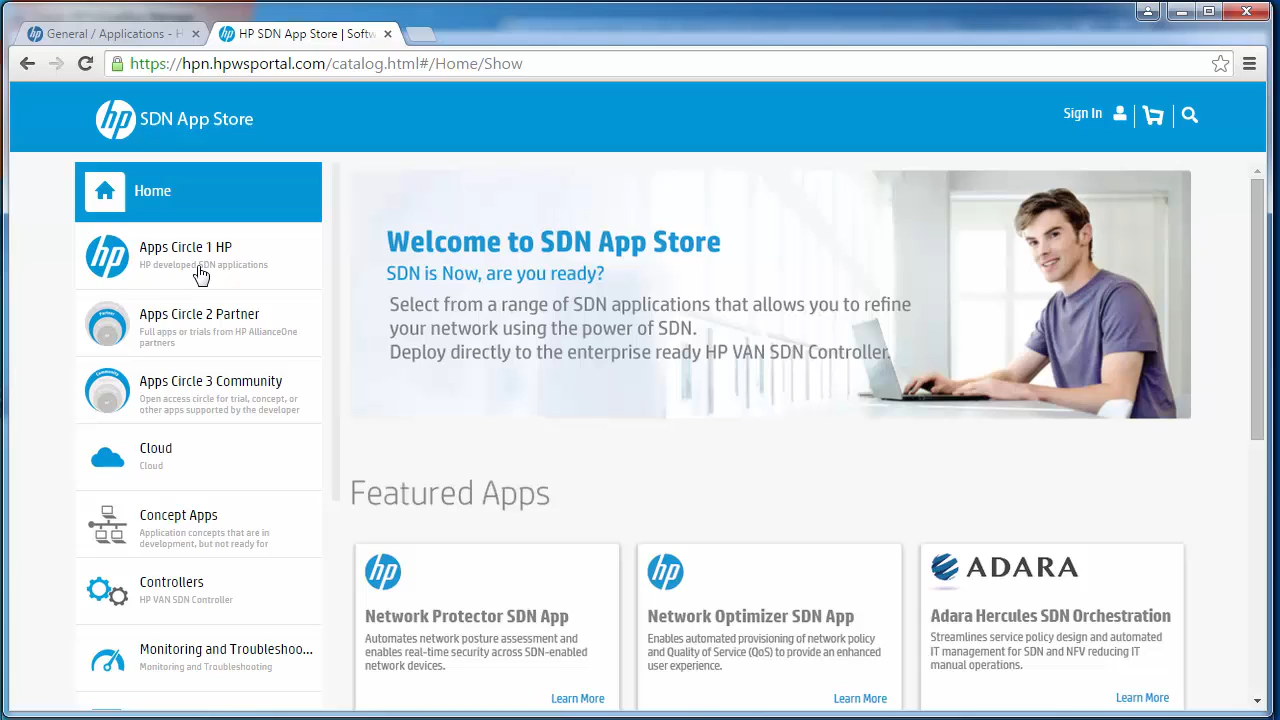 General / Applications - H
HP SDN App Store | Softw
https://hpn.hpwsportal.com/catalog.html#/Home/Show
hp SDN App Store
Sign In
Home
hp
Apps Circle 1 HP
HP developed SDN applications
Partner
Apps Circle 2 Partner
Full apps or trials from HP AllianceOne
partners
Community
Apps Circle 3 Community
Open access circle for trial, concept, or
other apps supported by the developer
Cloud
Cloud
Concept Apps
Application concepts that are in
development, but not ready for
Controllers
HP VAN SDN Controller
Monitoring and Troubleshoo...
Monitoring and Troubleshooting
Welcome to SDN App Store
SDN is Now, are you ready?
Select from a range of SDN applications that allows you to refine
your network using the power of SDN.
Deploy directly to the enterprise ready HP VAN SDN Controller.
Featured Apps
hp
Network Protector SDN App
Automates network posture assessment and
enables real-time security across SDN-enabled
network devices.
Learn More
hp
Network Optimizer SDN App
Enables automated provisioning of network policy
and Quality of Service (QoS) to provide an enhanced
user experience.
Learn More
ADARA
Adara Hercules SDN Orchestration
Streamlines service policy design and automated
IT management for SDN and NFV reducing IT
manual operations.
Learn More